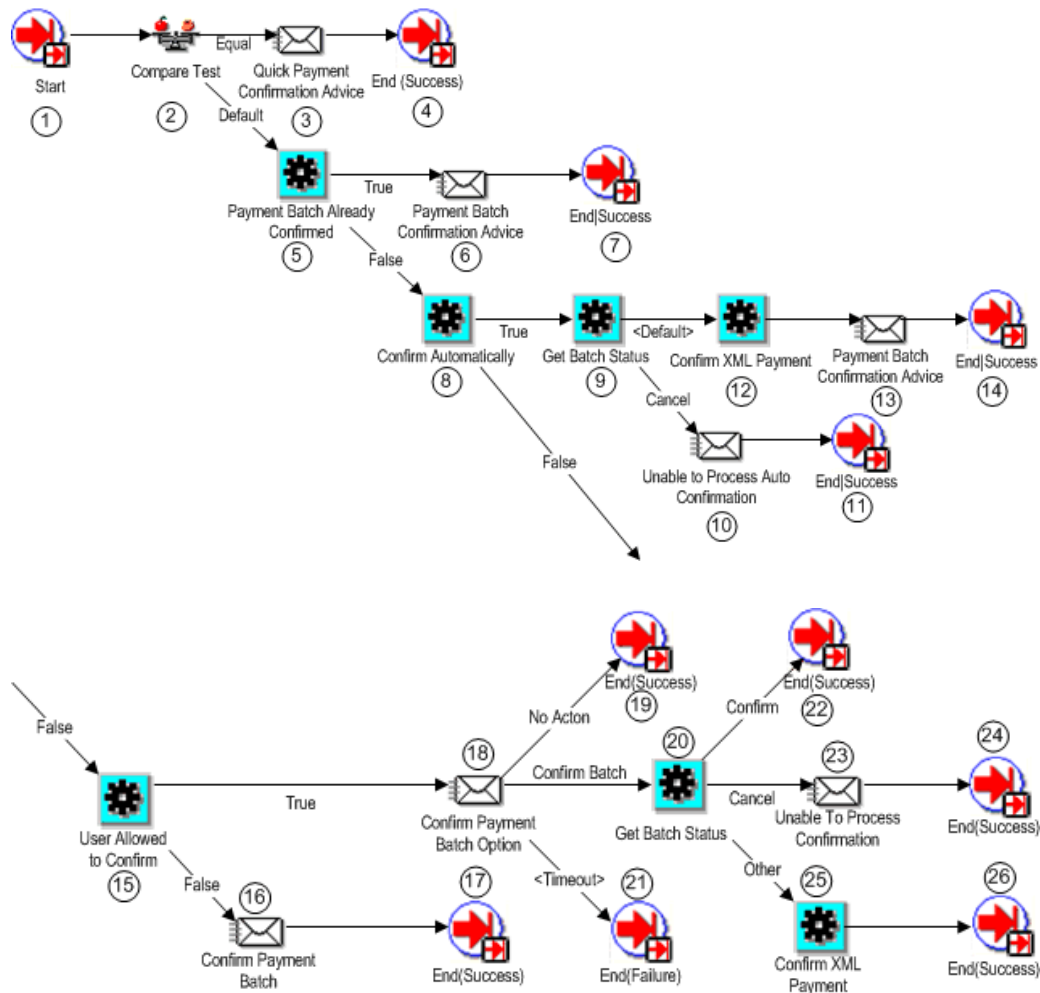 Start
1
Compare Test
2
Equal
Quick Payment
Confirmation Advice
3
End (Success)
4
Default
Payment Batch Already
Confirmed
5
True
Payment Batch
Confirmation Advice
6
End|Success
7
False
Confirm Automatically
8
True
Get Batch Status
9
<Default>
Confirm XML Payment
12
Payment Batch
Confirmation Advice
13
End|Success
14
Cancel
Unable to Process Auto
Confirmation
10
End|Success
11
False
False
User Allowed
to Confirm
15
True
18
Confirm Payment
Batch Option
No Acton
End(Success)
19
Confirm Batch
20
Get Batch Status
Confirm
End(Success)
22
Cancel
23
Unable To Process
Confirmation
24
End(Success)
False
16
Confirm Payment
Batch
17
End(Success)
<Timeout>
21
End(Failure)
Other
25
Confirm XML
Payment
26
End(Success)